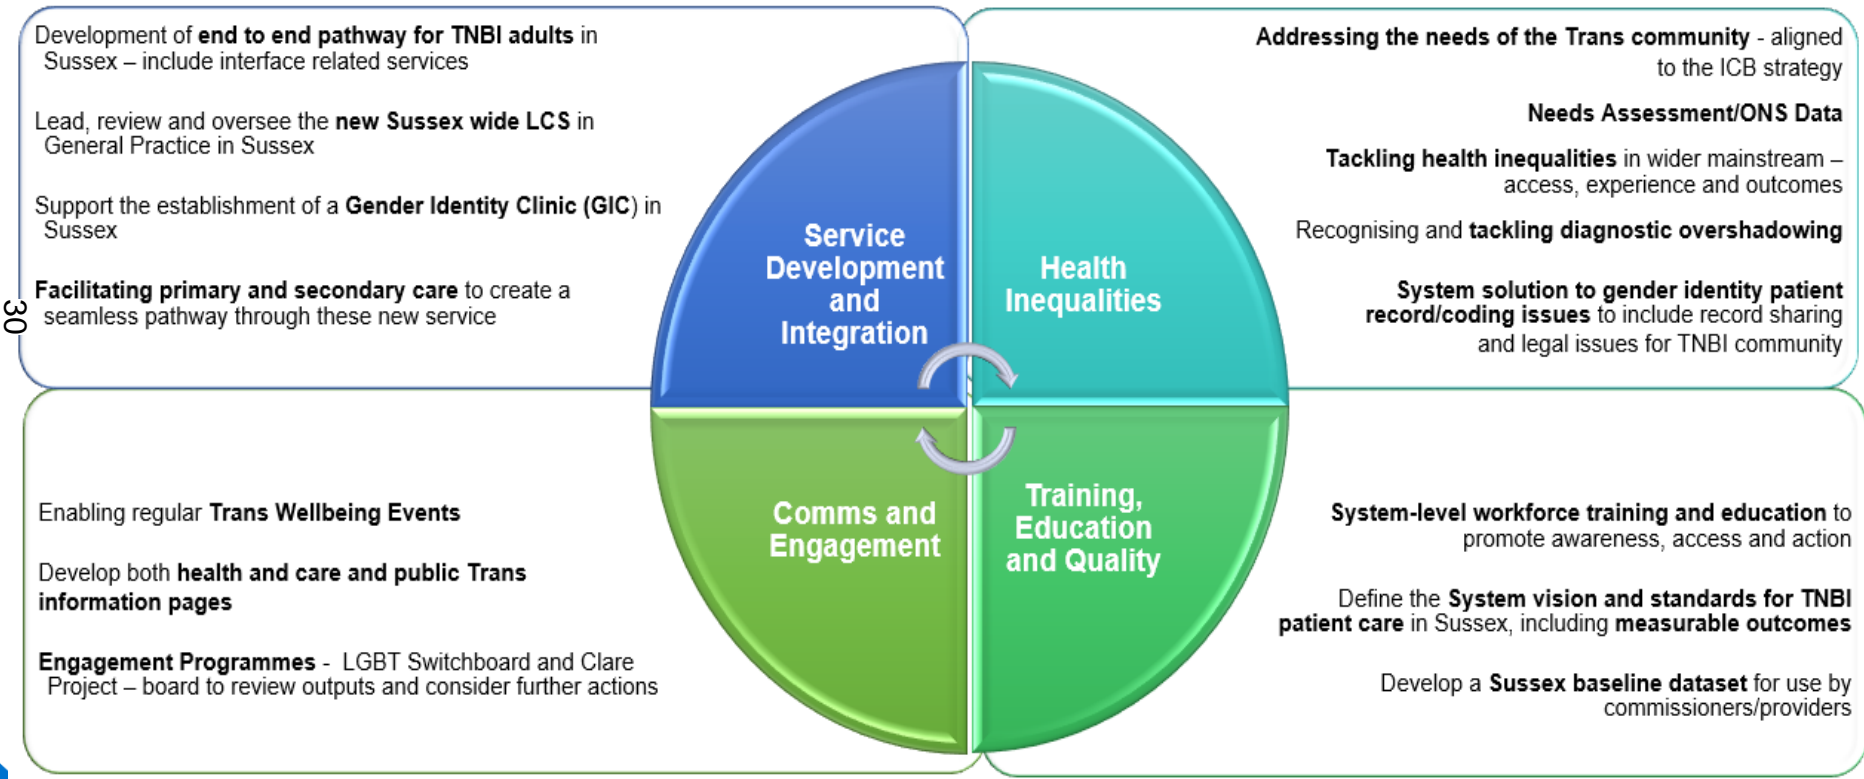 Development of end to end pathway for TNBI adults in
Sussex – include interface related services
Lead, review and oversee the new Sussex wide LCS in
General Practice in Sussex
Support the establishment of a Gender Identity Clinic (GIC) in
Sussex
Facilitating primary and secondary care to create a
seamless pathway through these new service
30
Addressing the needs of the Trans community - aligned
to the ICB strategy
Needs Assessment/ONS Data
Tackling health inequalities in wider mainstream –
access, experience and outcomes
Recognising and tackling diagnostic overshadowing
System solution to gender identity patient
record/coding issues to include record sharing
and legal issues for TNBI community
Service
Development
and
Integration
Health
Inequalities
Comms and
Engagement
Training,
Education
and Quality
Enabling regular Trans Wellbeing Events
Develop both health and care and public Trans
information pages
Engagement Programmes - LGBT Switchboard and Clare
Project – board to review outputs and consider further actions
System-level workforce training and education to
promote awareness, access and action
Define the System vision and standards for TNBI
patient care in Sussex, including measurable outcomes
Develop a Sussex baseline dataset for use by
commissioners/providers